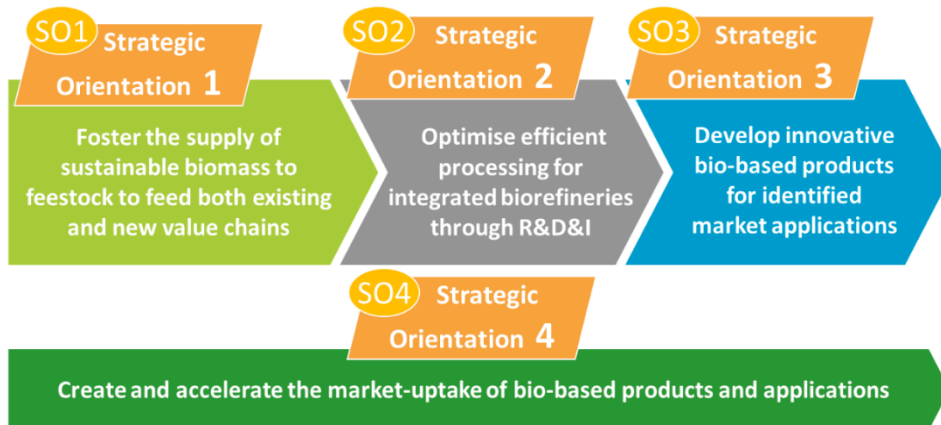 SO1 Strategic
Orientation 1
Foster the supply of
sustainable biomass to
feestock to feed both existing
and new value chains
SO2 Strategic
Orientation 2
Optimise efficient
processing for
integrated biorefineries
through R&D&I
SO3 Strategic
Orientation 3
Develop innovative
bio-based products
for identified
market applications
SO4 Strategic
Orientation 4
Create and accelerate the market-uptake of bio-based products and applications